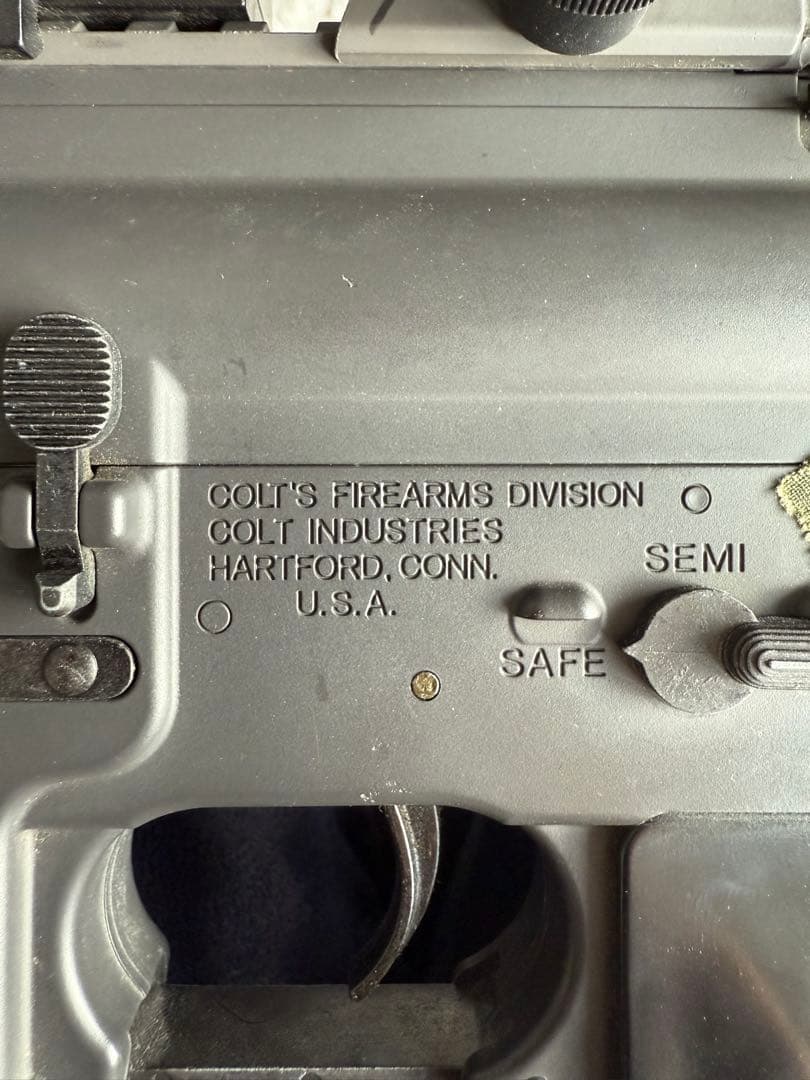 COLT'S FIREARMS DIVISION
COLT INDUSTRIES
HARTFORD, CONN.
U.S.A.
SEMI
SAFE